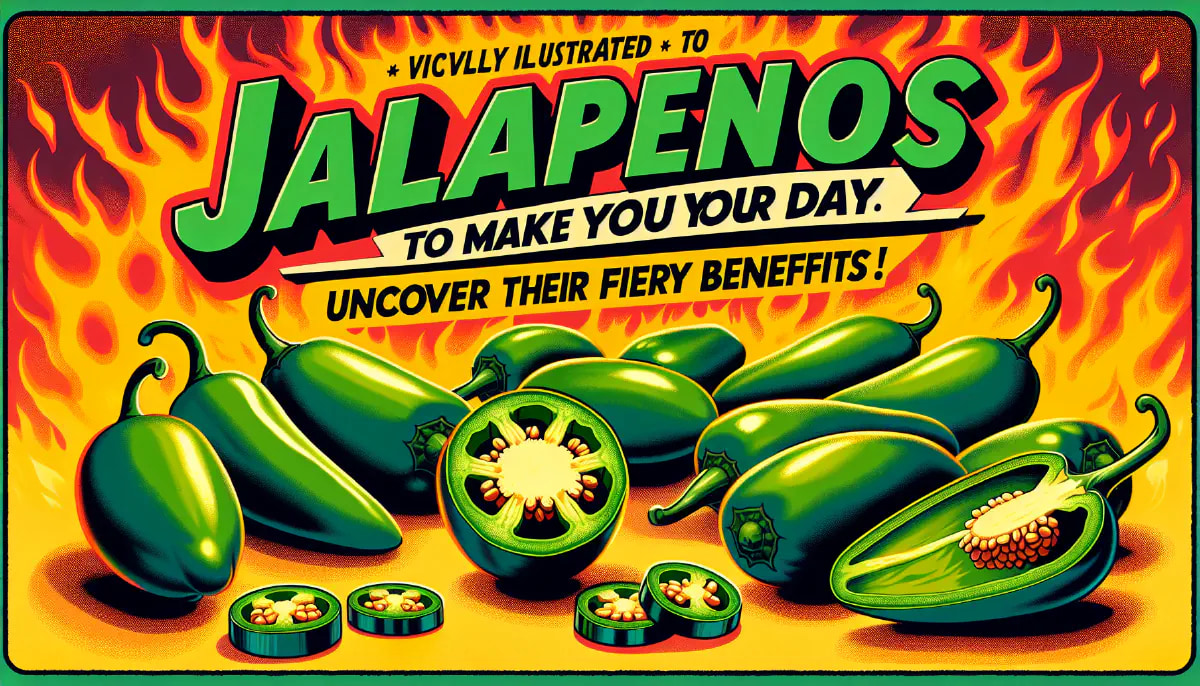 * VICVLLY ILUSTRATED * TO
JALAPENOS
TO MAKE YOU YOUR DAY.
UNCOVER THEIR FIERY BENEFFITS!